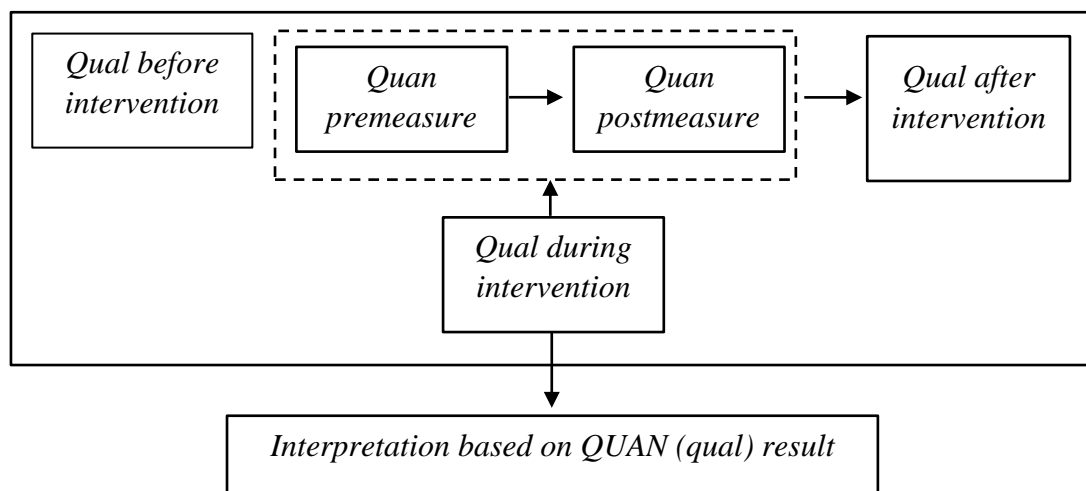 Qual before
intervention
Quan
premeasure
Quan
postmeasure
Qual after
intervention
Qual during
intervention
Interpretation based on QUAN (qual) result